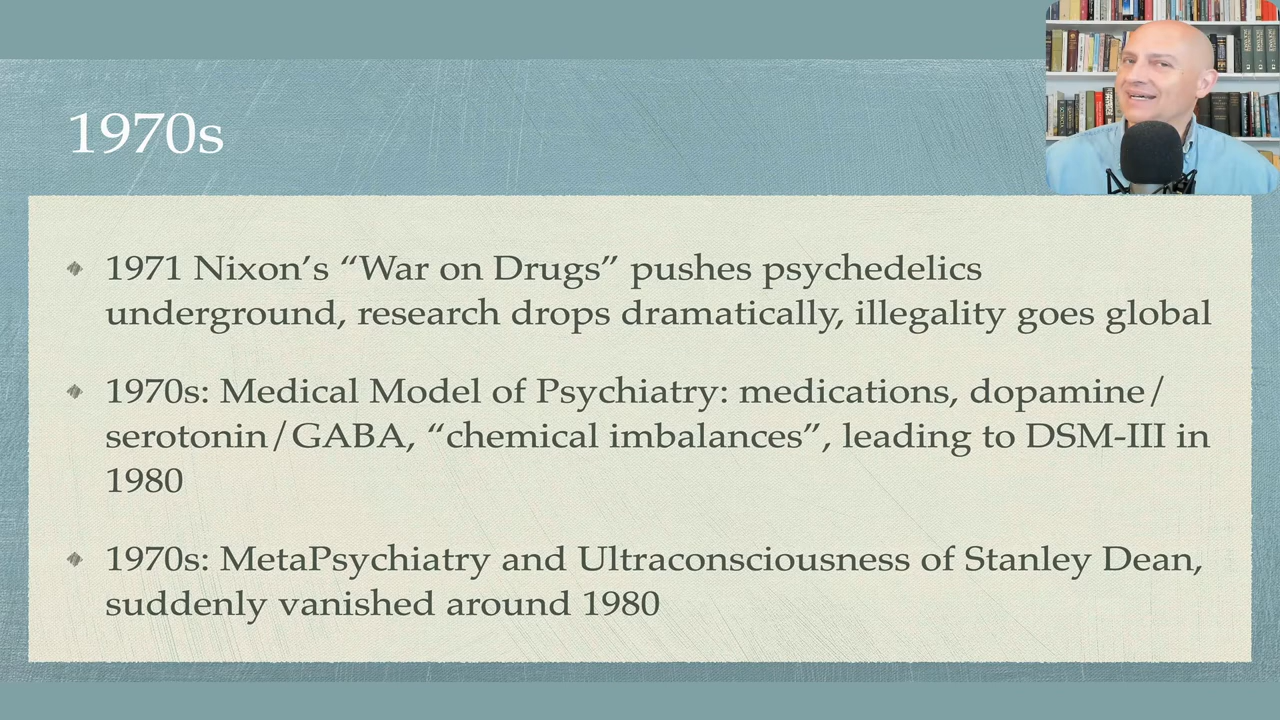 1970s
1971 Nixon’s “War on Drugs” pushes psychedelics
underground, research drops dramatically, illegality goes global
1970s: Medical Model of Psychiatry: medications, dopamine/
serotonin/GABA, “chemical imbalances”, leading to DSM-III in
1980
1970s: MetaPsychiatry and Ultraconsciousness of Stanley Dean,
suddenly vanished around 1980